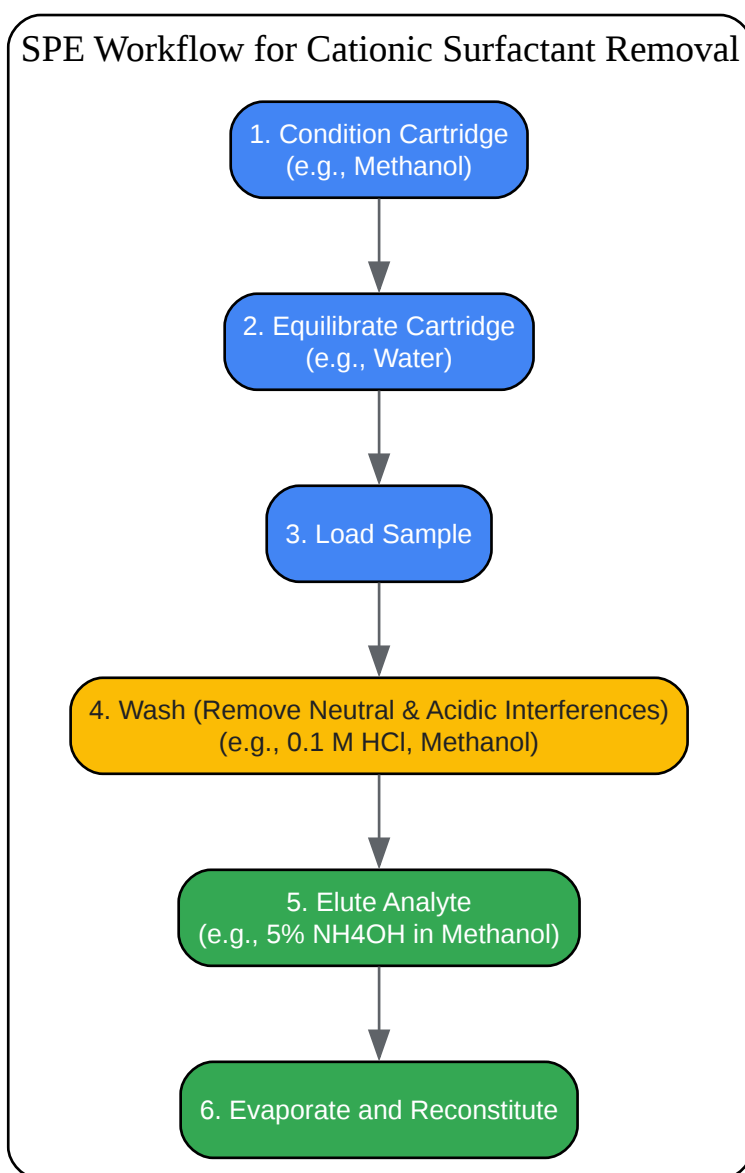 SPE Workflow for Cationic Surfactant Removal
1. Condition Cartridge
(e.g., Methanol)
2. Equilibrate Cartridge
(e.g., Water)
3. Load Sample
4. Wash (Remove Neutral & Acidic Interferences)
(e.g., 0.1 M HCl, Methanol)
5. Elute Analyte
(e.g., 5% NH4OH in Methanol)
6. Evaporate and Reconstitute